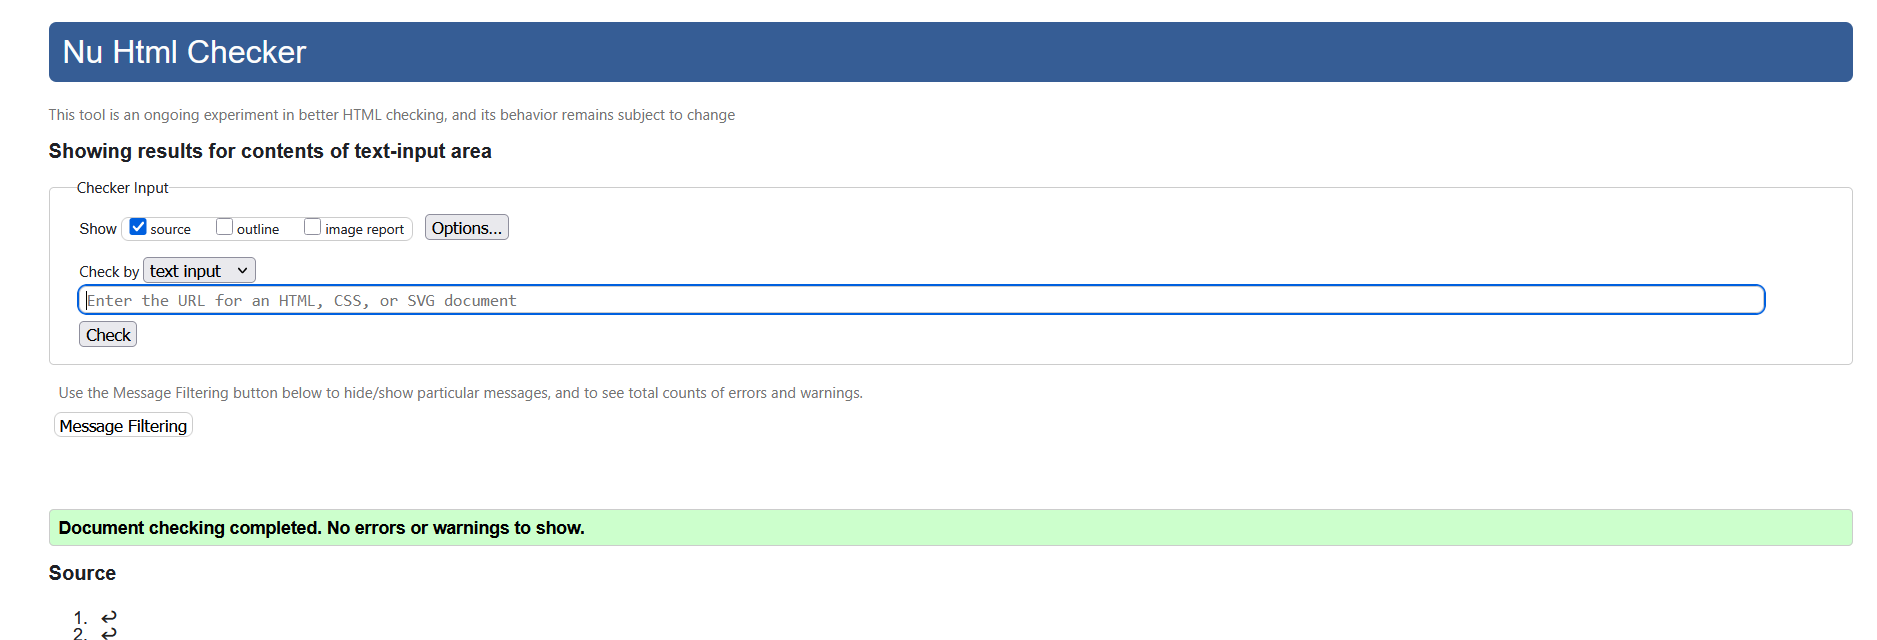 Nu Html Checker
This tool is an ongoing experiment in better HTML checking, and its behavior remains subject to change
Showing results for contents of text-input area
Checker Input
Show source outline image report Options...
Check by text input
Enter the URL for an HTML, CSS, or SVG document
Check
Use the Message Filtering button below to hide/show particular messages, and to see total counts of errors and warnings.
Message Filtering
Document checking completed. No errors or warnings to show.
Source
1. ↩
2. ↩